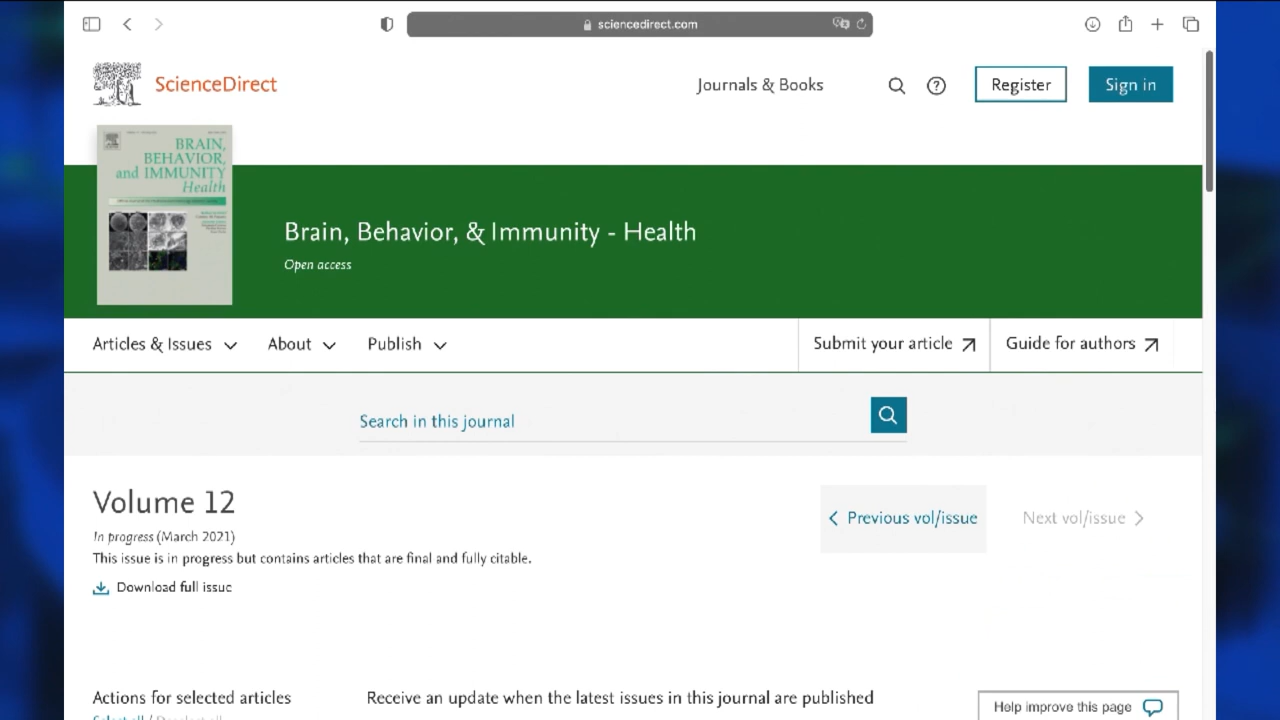 sciencedirect.com
ScienceDirect
Journals & Books
Register
Sign in
BRAIN,
BEHAVIOR,
and IMMUNITY
Health
Brain, Behavior, & Immunity - Health
Open access
Articles & Issues
About
Publish
Submit your article
Guide for authors
Search in this journal
Volume 12
Previous vol/issue
Next vol/issue
In progress (March 2021)
This issue is in progress but contains articles that are final and fully citable.
Download full issue
Actions for selected articles
Receive an update when the latest issues in this journal are published
Help improve this page
Select all / Deselect all